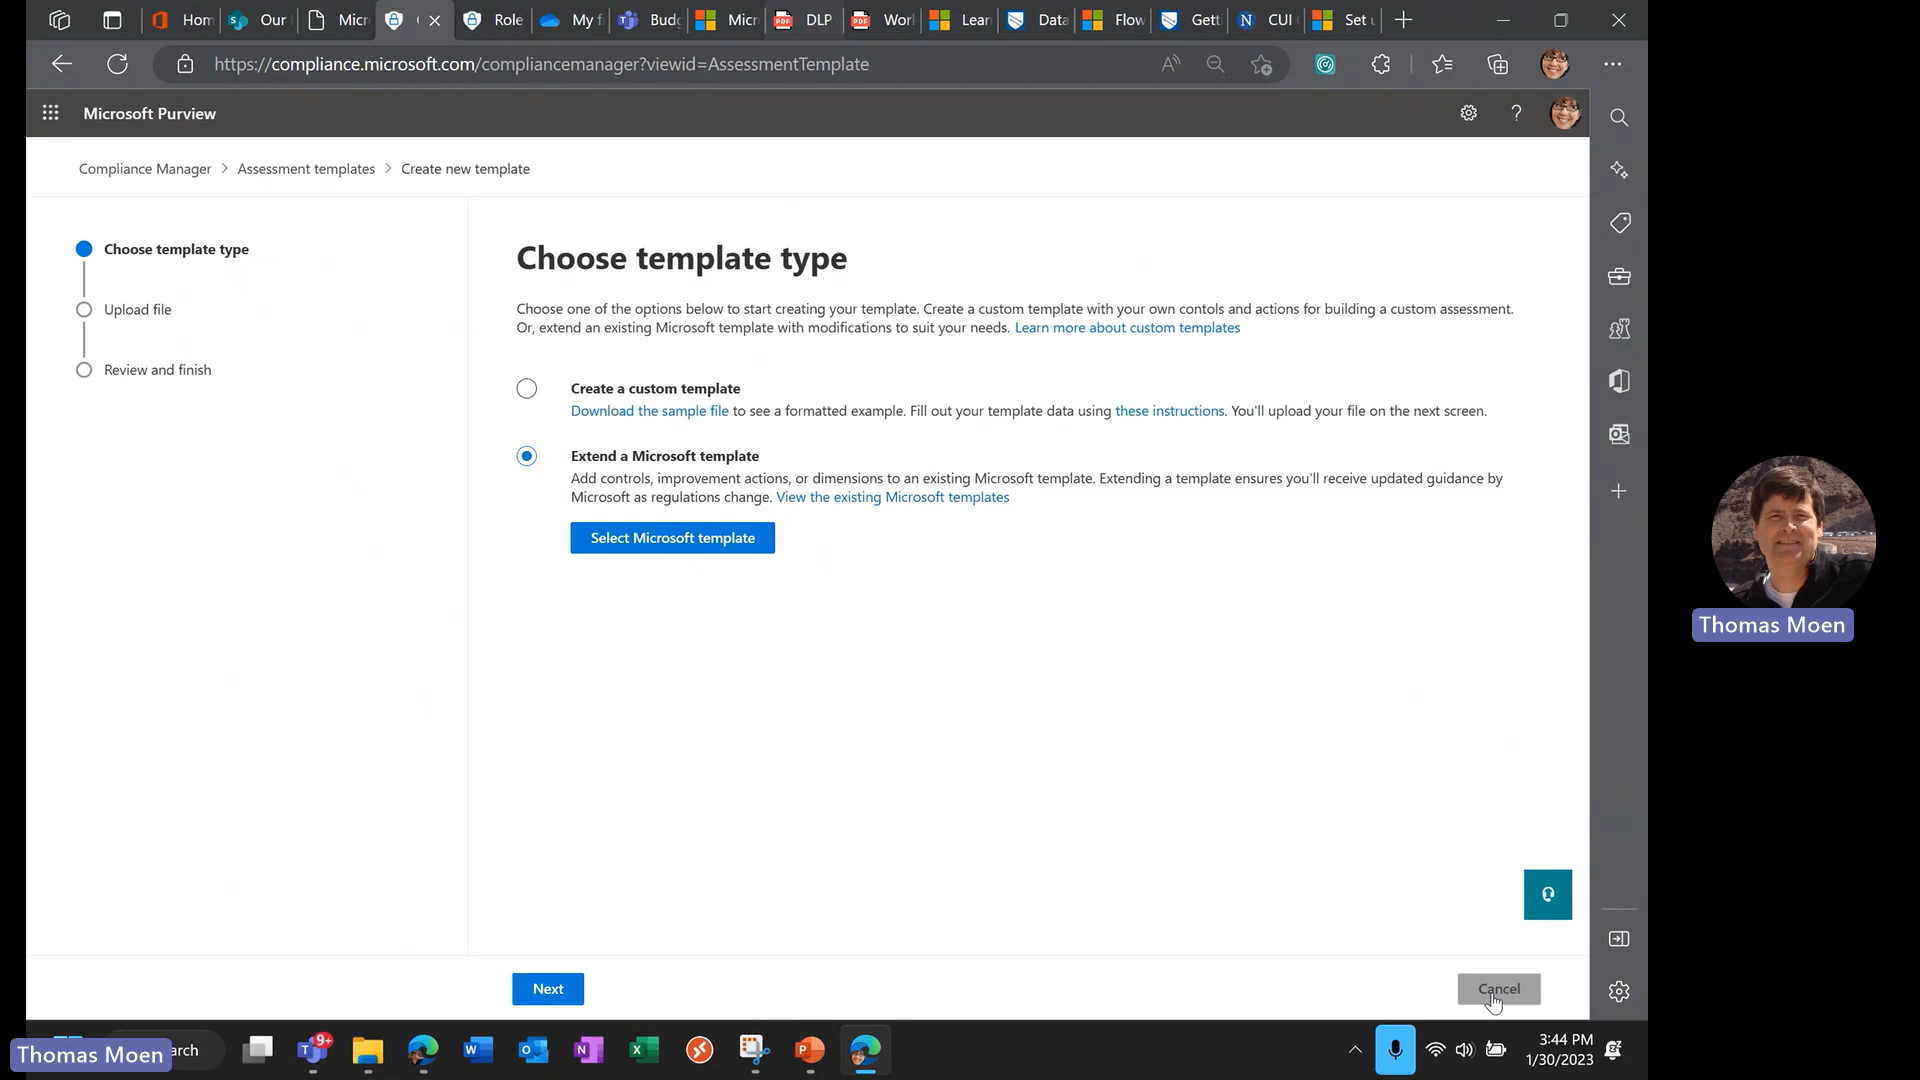 Hom
Our
Micr
Role
My f
Budg
Micr
DLP
Wor
Lear
Data
Flow
Gett
CUI
Set u
https://compliance.microsoft.com/compliancemanager?viewid=AssessmentTemplate
Microsoft Purview
?
Compliance Manager > Assessment templates > Create new template
Choose template type
Upload file
Review and finish
Choose template type
Choose one of the options below to start creating your template. Create a custom template with your own contols and actions for building a custom assessment.
Or, extend an existing Microsoft template with modifications to suit your needs. Learn more about custom templates
Create a custom template
Download the sample file to see a formatted example. Fill out your template data using these instructions. You'll upload your file on the next screen.
Extend a Microsoft template
Add controls, improvement actions, or dimensions to an existing Microsoft template. Extending a template ensures you'll receive updated guidance by
Microsoft as regulations change. View the existing Microsoft templates
Select Microsoft template
Next
Cancel
Thomas Moen
Thomas Moen
arch
9+
3:44 PM
1/30/2023